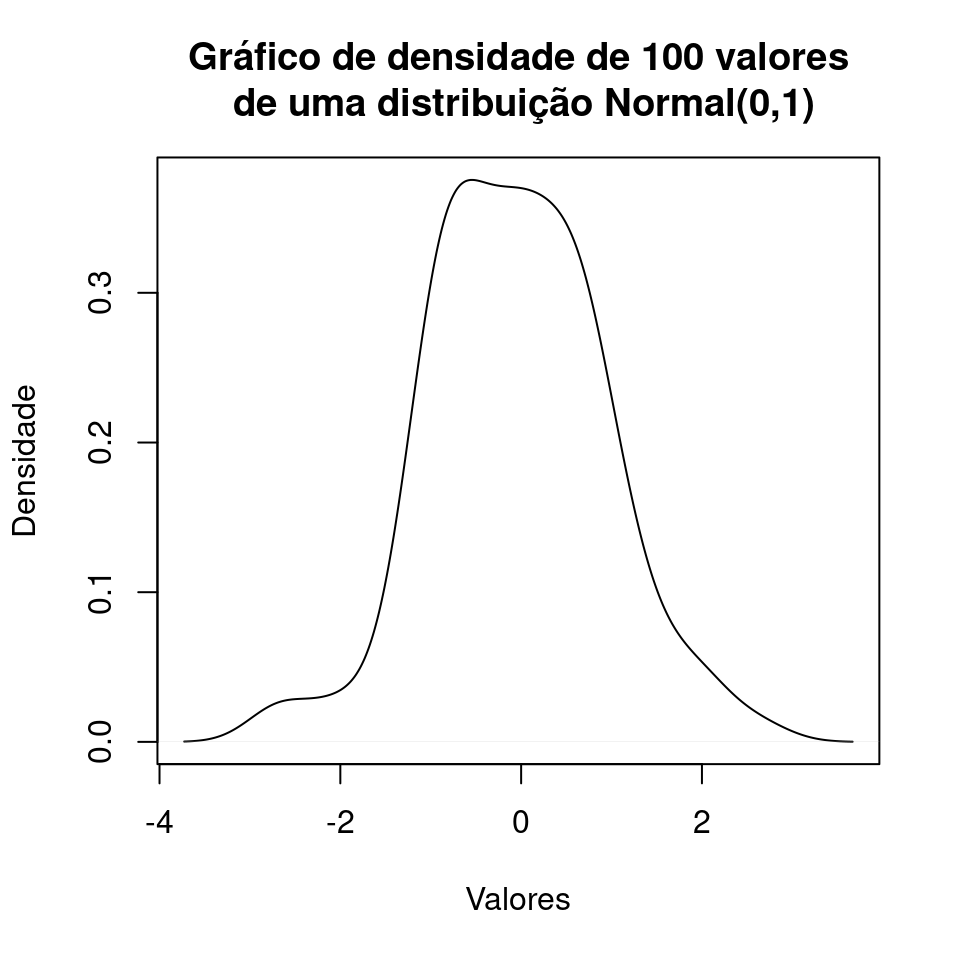 Gráfico de densidade de 100 valores
de uma distribuição Normal(0,1)
Densidade
0.3
0.2
0.1
0.0
-4 -2 0 2
Valores